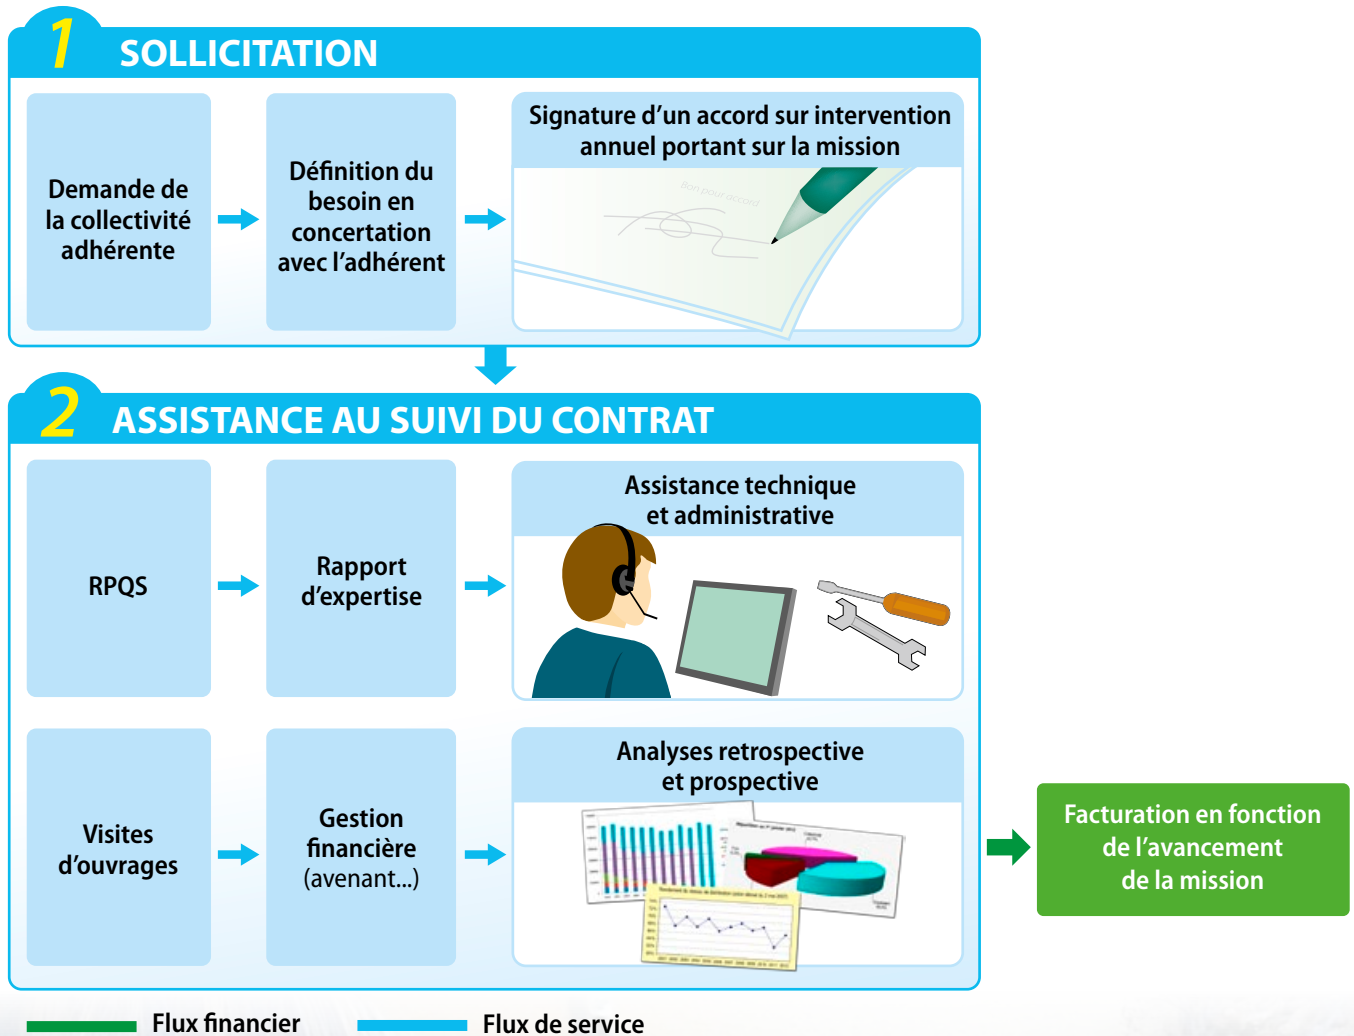 1
SOLLICITATION
Demande de
la collectivité
adhérente
Définition du
besoin en
concertation
avec l'adhérent
Signature d'un accord sur intervention
annuel portant sur la mission
Bon pour accord
2
ASSISTANCE AU SUIVI DU CONTRAT
RPQS
Rapport
d'expertise
Assistance technique
et administrative
Visites
d'ouvrages
Gestion
financière
(avenant...)
Analyses retrospective
et prospective
Facturation en fonction
de l'avancement
de la mission
Flux financier
Flux de service